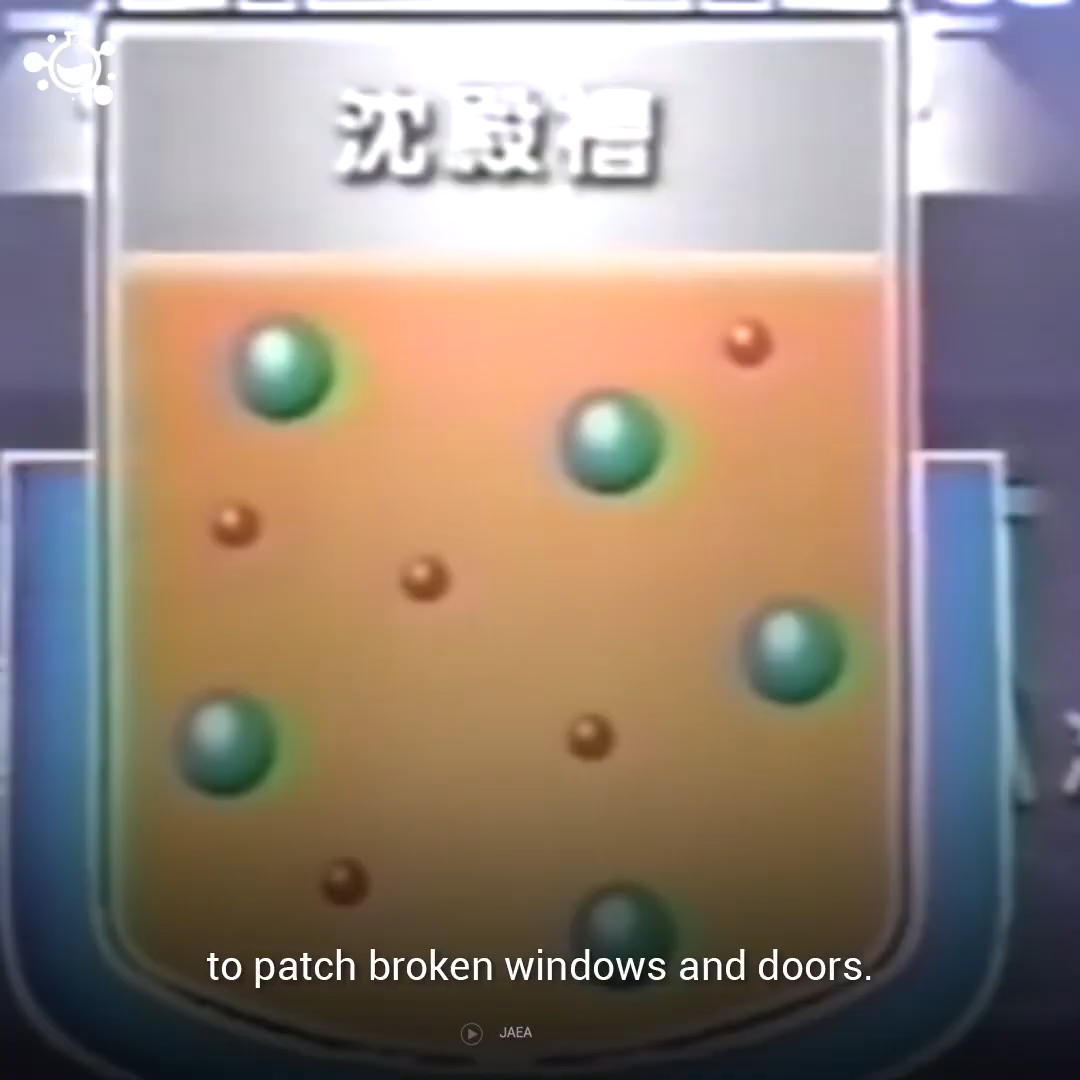 沈殿槽
to patch broken windows and doors.
JAEA